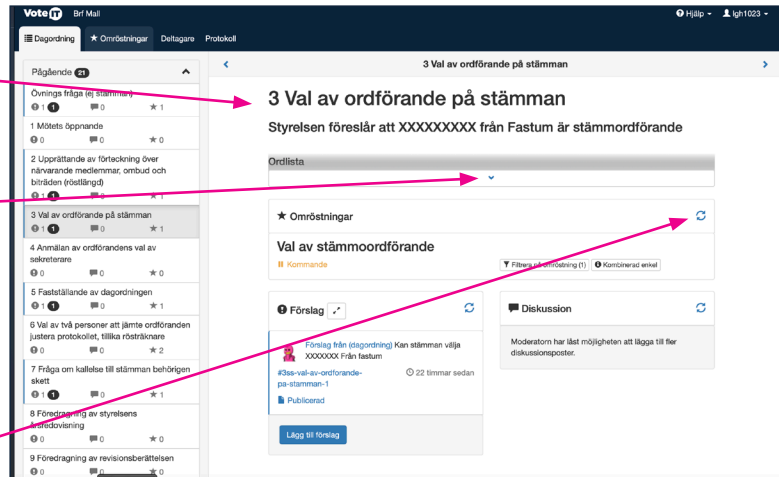 Vote IT Brf Mall
Hjälp
lgh1023
Dagordning Omröstningar Deltagare Protokoll
Pågående 21
Övnings fråga (ej stämman)
1 1 0 1
1 Mötets öppnande
0 0 0
2 Upprättande av förteckning över
närvarande medlemmar, ombud och
biträden (röstlängd)
1 1 0 1
3 Val av ordförande på stämman
1 1 0 1
4 Anmälan av ordförandens val av
sekreterare
0 0 0
5 Fastställande av dagordningen
1 1 0 1
6 Val av två personer att jämte ordföranden
justera protokollet, tillika rösträknare
0 0 2
7 Fråga om kallelse till stämman behörigen
skett
1 1 0 1
8 Föredragning av styrelsens
årsredovisning
0 0 0
9 Föredragning av revisionsberättelsen
0 0 0
3 Val av ordförande på stämman
3 Val av ordförande på stämman
Styrelsen föreslår att XXXXXXXXX från Fastum är stämmordförande
Ordlista
Omröstningar
Val av stämmoordförande
Kommande
Filtrera på omröstning (1)
Kombinerad enkel
Förslag
Förslag från (dagordning) Kan stämman välja
XXXXXXX Från fastum
#3ss-val-av-ordforande-
pa-stamman-1
22 timmar sedan
Publicerad
Lägg till förslag
Diskussion
Moderatorn har låst möjligheten att lägga till fler
diskussionsposter.